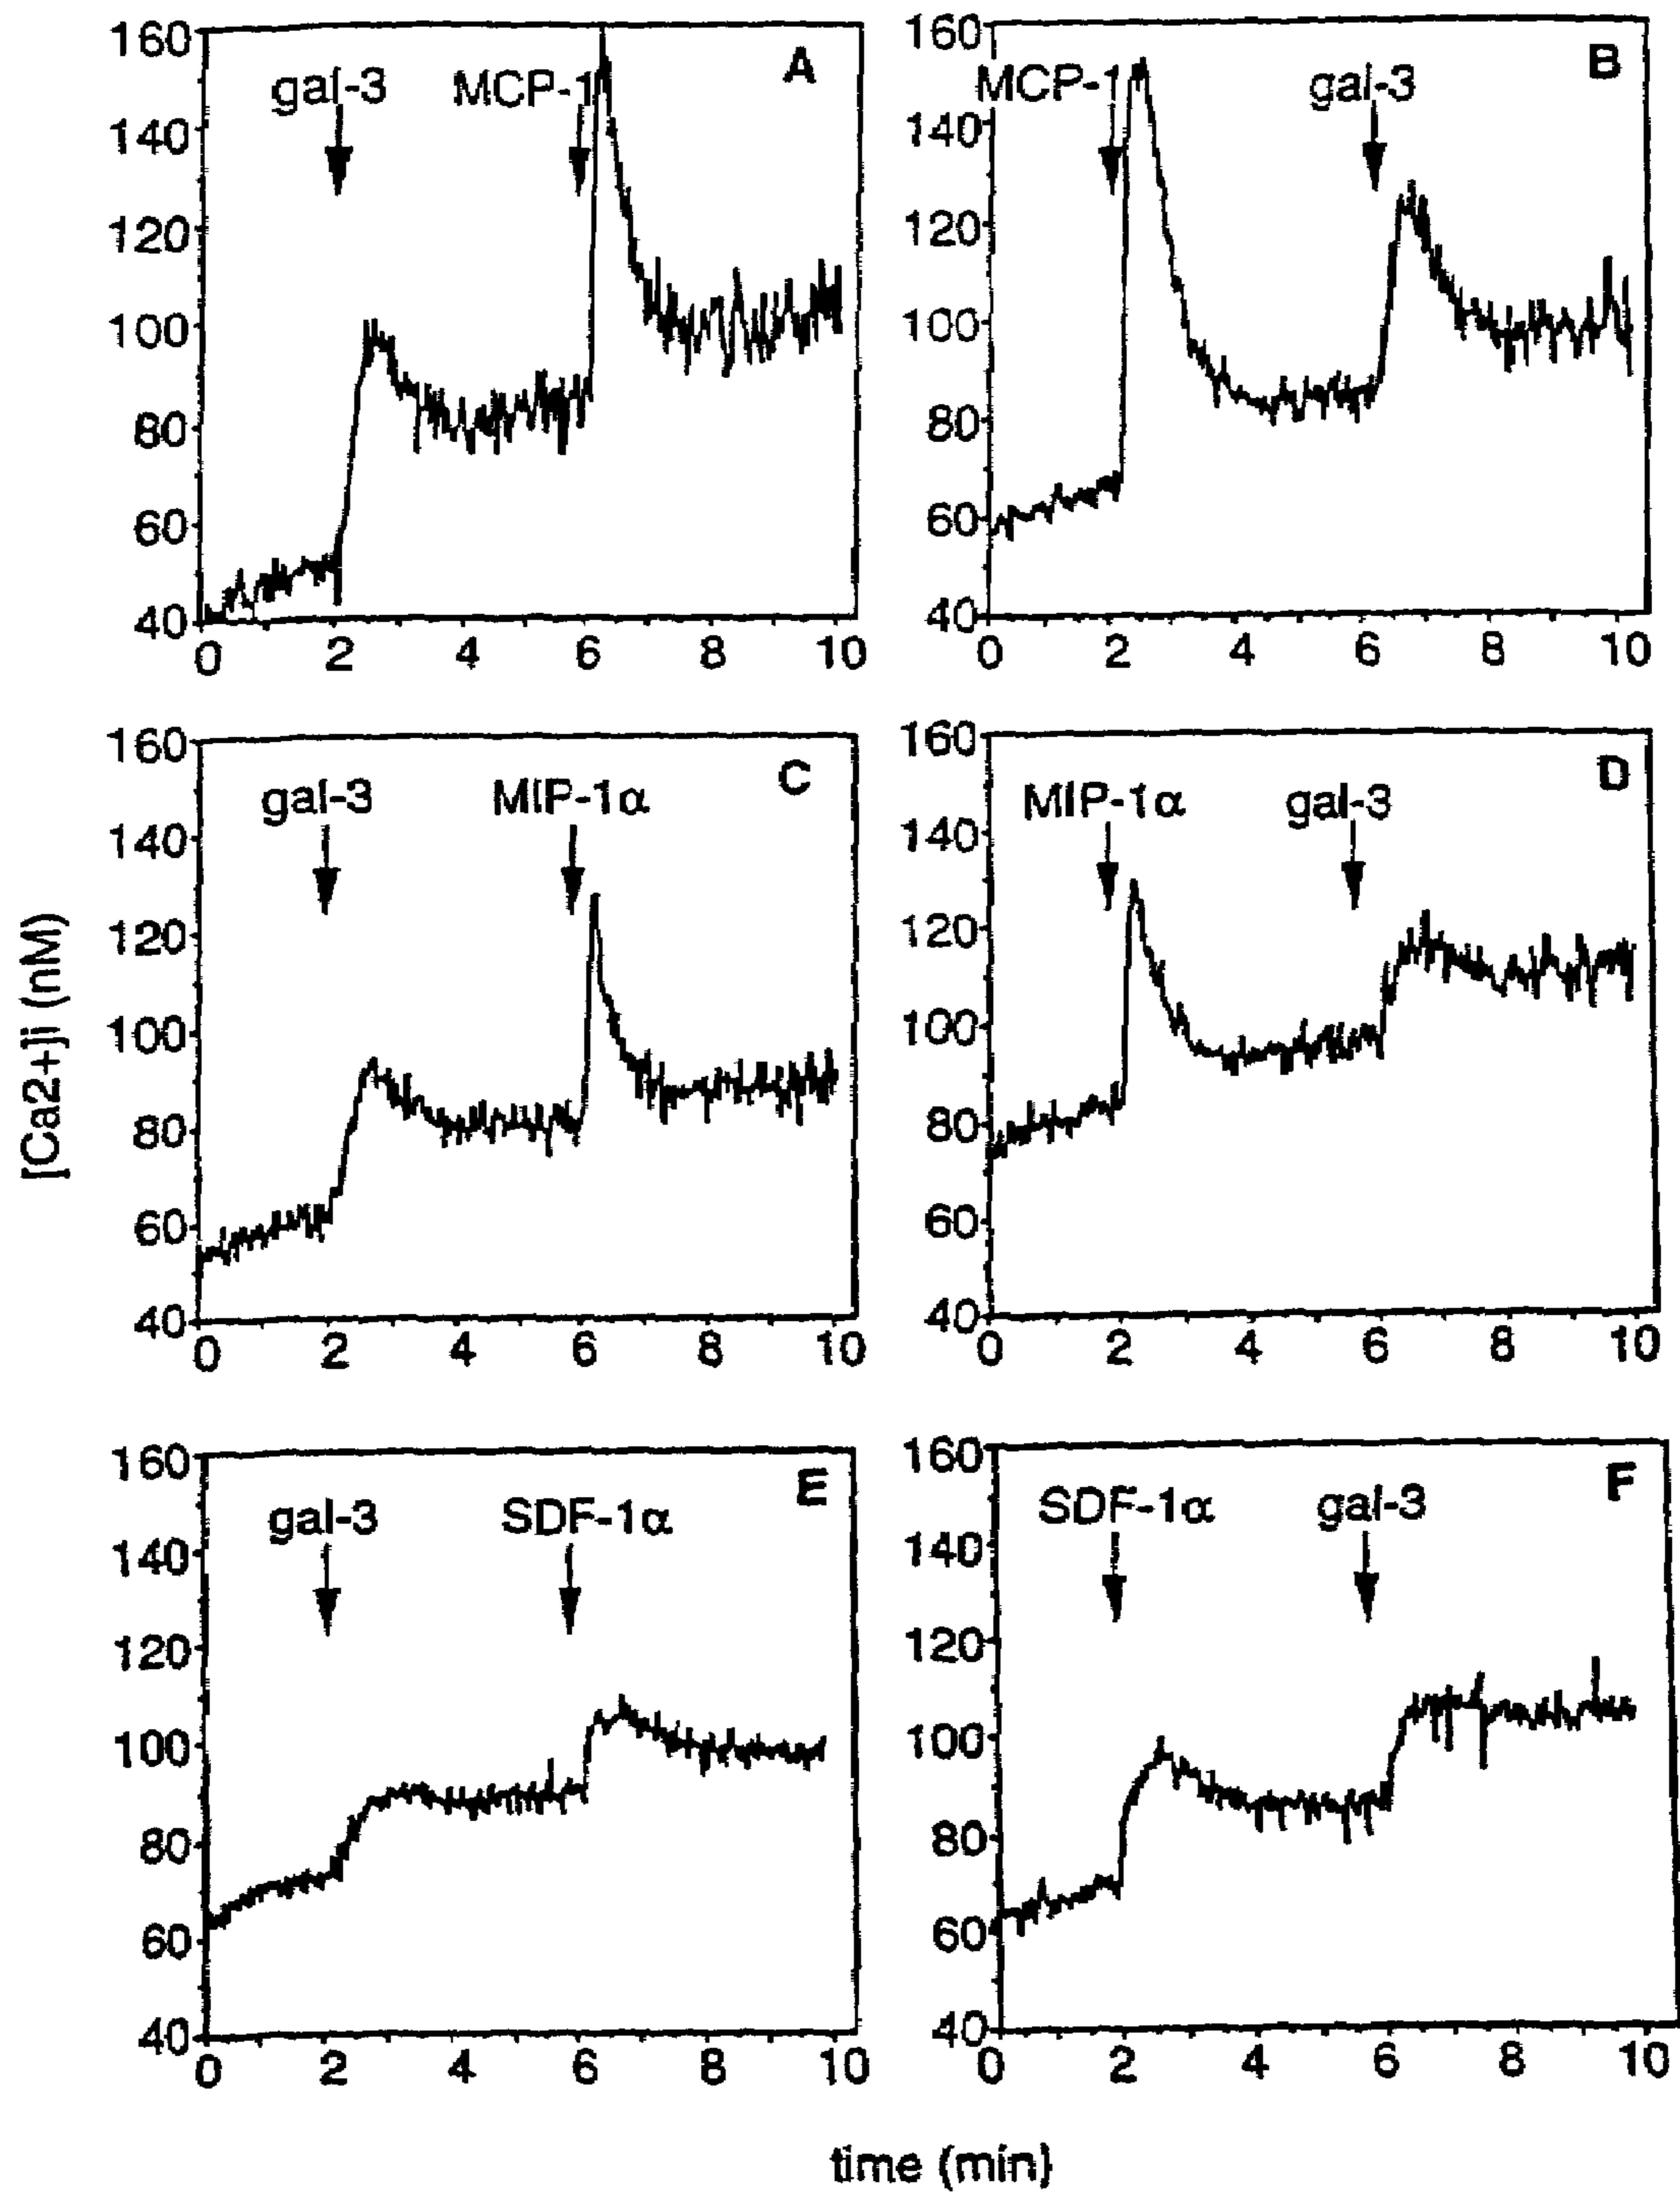 160
140
120
100
80
60
40
0 2 4 6 8 10
gal-3 MCP-1
A
160
140
120
100
80
60
40
0 2 4 6 8 10
MCP-1 gal-3
B
160
140
120
100
80
60
40
0 2 4 6 8 10
gal-3 MIP-1α
C
160
140
120
100
80
60
40
0 2 4 6 8 10
MIP-1α gal-3
D
160
140
120
100
80
60
40
0 2 4 6 8 10
gal-3 SDF-1α
E
160
140
120
100
80
60
40
0 2 4 6 8 10
SDF-1α gal-3
F
[Ca2+]i (nM)
time (min)